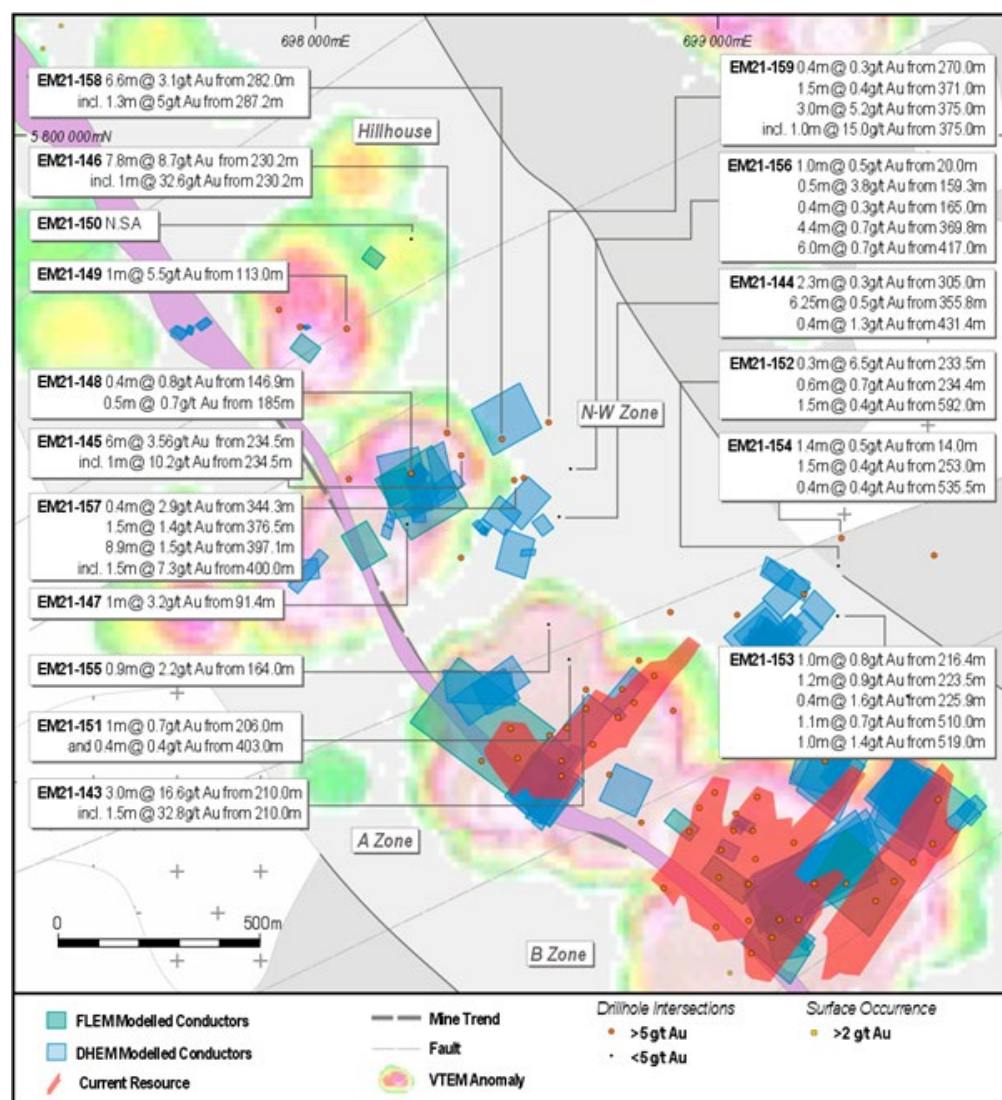 698 000mE
699 000mE
5 800 000mN
EM21-158 6.6m@ 3.1g/t Au from 282.0m
incl. 1.3m@ 5g/t Au from 287.2m
EM21-146 7.8m@ 8.7g/t Au from 230.2m
incl. 1m@ 32.6g/t Au from 230.2m
EM21-150 N.S.A
EM21-149 1m@ 5.5g/t Au from 113.0m
EM21-148 0.4m@ 0.8g/t Au from 146.9m
0.5m@ 0.7g/t Au from 185m
EM21-145 6m@ 3.56g/t Au from 234.5m
incl. 1m@ 10.2g/t Au from 234.5m
EM21-157 0.4m@ 2.9g/t Au from 344.3m
1.5m@ 1.4g/t Au from 376.5m
8.9m@ 1.5g/t Au from 397.1m
incl. 1.5m@ 7.3g/t Au from 400.0m
EM21-147 1m@ 3.2g/t Au from 91.4m
EM21-155 0.9m@ 2.2g/t Au from 164.0m
EM21-151 1m@ 0.7g/t Au from 206.0m
and 0.4m@ 0.4g/t Au from 403.0m
EM21-143 3.0m@ 16.6g/t Au from 210.0m
incl. 1.5m@ 32.8g/t Au from 210.0m
Hillhouse
N-W Zone
A Zone
B Zone
EM21-159 0.4m@ 0.3g/t Au from 270.0m
1.5m@ 0.4g/t Au from 371.0m
3.0m@ 5.2g/t Au from 375.0m
incl. 1.0m@ 15.0g/t Au from 375.0m
EM21-156 1.0m@ 0.5g/t Au from 20.0m
0.5m@ 3.8g/t Au from 159.3m
0.4m@ 0.3g/t Au from 165.0m
4.4m@ 0.7g/t Au from 369.8m
6.0m@ 0.7g/t Au from 417.0m
EM21-144 2.3m@ 0.3g/t Au from 305.0m
6.25m@ 0.5g/t Au from 355.8m
0.4m@ 1.3g/t Au from 431.4m
EM21-152 0.3m@ 6.5g/t Au from 233.5m
0.6m@ 0.7g/t Au from 234.4m
1.5m@ 0.4g/t Au from 592.0m
EM21-154 1.4m@ 0.5g/t Au from 14.0m
1.5m@ 0.4g/t Au from 253.0m
0.4m@ 0.4g/t Au from 535.5m
EM21-153 1.0m@ 0.8g/t Au from 216.4m
1.2m@ 0.9g/t Au from 223.5m
0.4m@ 1.6g/t Au from 225.9m
1.1m@ 0.7g/t Au from 510.0m
1.0m@ 1.4g/t Au from 519.0m
0
500m
FLEM Modelled Conductors
DHEM Modelled Conductors
Current Resource
Mine Trend
Fault
VTEM Anomaly
Drillhole Intersections
>5 g/t Au
<5 g/t Au
Surface Occurrence
>2 g/t Au